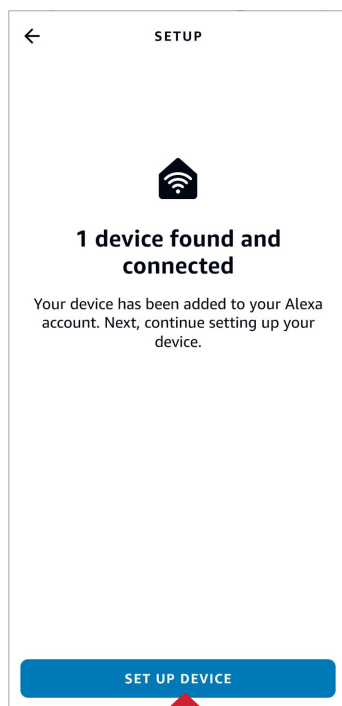 SETUP
1 device found and
connected
Your device has been added to your Alexa
account. Next, continue setting up your
device.
SET UP DEVICE